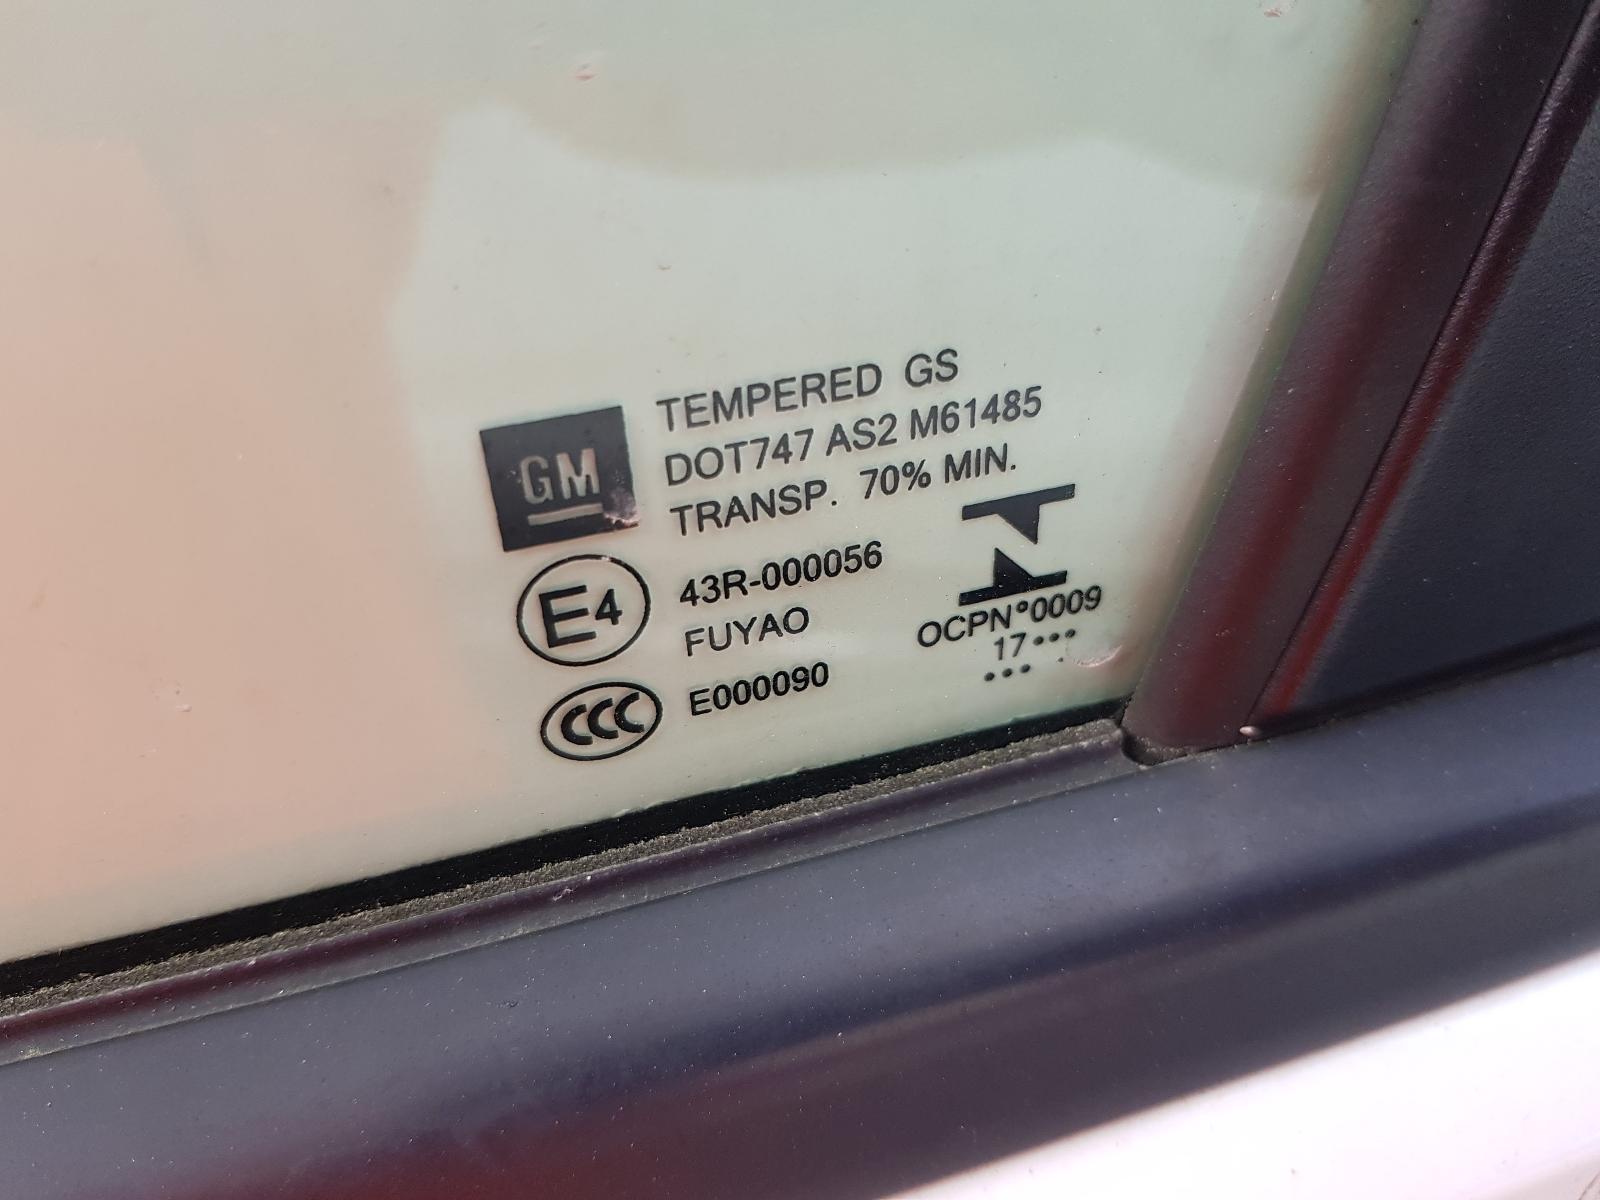 GM
TEMPERED GS
DOT747 AS2 M61485
TRANSP. 70% MIN.
E4
43R-000056
FUYAO
CCC
E000090
OCPN°0009
17•••
••• .